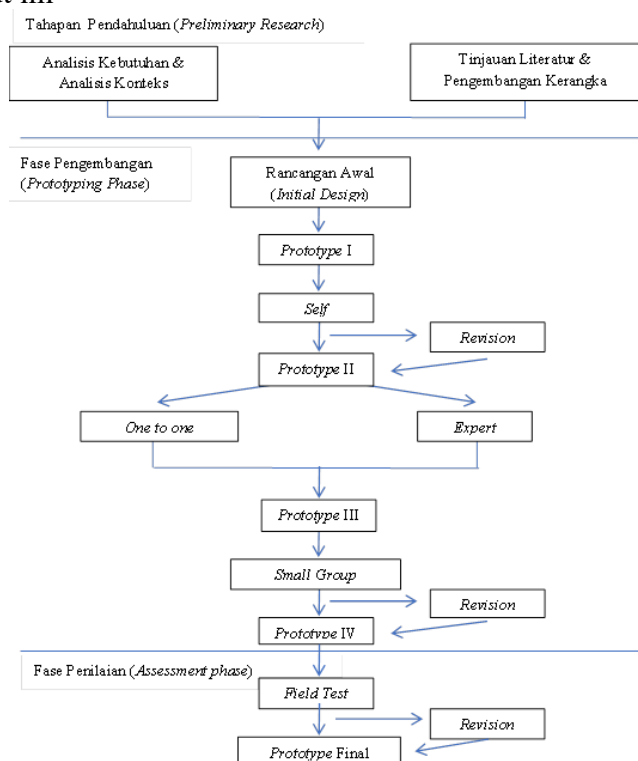 Tahapan Pendahuluan (Preliminary Research)
Analisis Kebutuhan &
Analisis Konteks
Tinjauan Literatur &
Pengembangan Kerangka
Fase Pengembangan
(Prototyping Phase)
Rancangan Awal
(Initial Design)
Prototype I
Self
Revision
Prototype II
One to one
Expert
Prototype III
Small Group
Revision
Prototype IV
Fase Penilaian (Assessment phase)
Field Test
Revision
Prototype Final